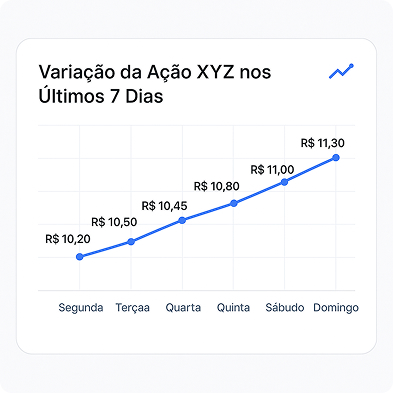 Variação da Ação XYZ nos
Últimos 7 Dias
R$ 11,30
R$ 11,00
R$ 10,80
R$ 10,45
R$ 10,50
R$ 10,20
Segunda Terçaa Quarta Quinta Sábudo Domingo